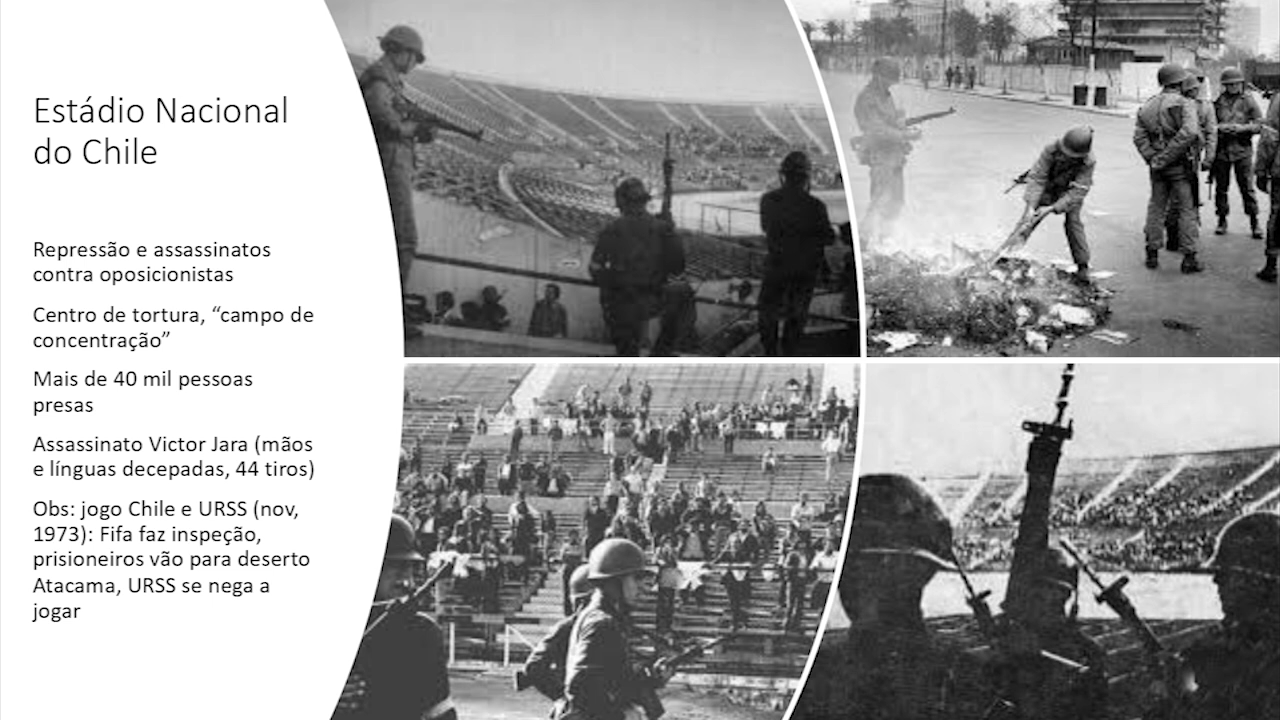 Estádio Nacional
do Chile
Repressão e assassinatos
contra oposicionistas
Centro de tortura, “campo de
concentração”
Mais de 40 mil pessoas
presas
Assassinato Victor Jara (mãos
e línguas decepadas, 44 tiros)
Obs: jogo Chile e URSS (nov,
1973): Fifa faz inspeção,
prisioneiros vão para deserto
Atacama, URSS se nega a
jogar